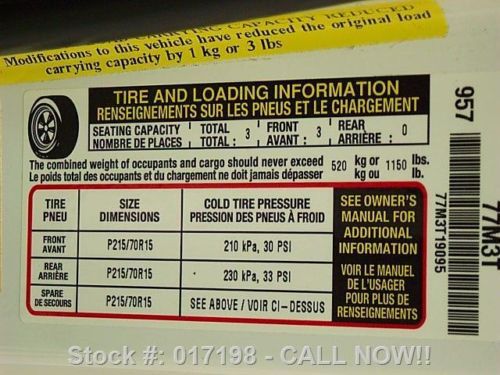 CARRYING CAPACITY REDUCED
Modifications to this vehicle have reduced the original load
carrying capacity by 1 kg or 3 lbs
TIRE AND LOADING INFORMATION
RENSEIGNEMENTS SUR LES PNEUS ET LE CHARGEMENT
SEATING CAPACITY TOTAL : 3 FRONT : 3 REAR : 0
NOMBRE DE PLACES TOTAL AVANT ARRIÈRE
The combined weight of occupants and cargo should never exceed 520 kg or 1150 lbs.
Le poids total des occupants et du chargement ne doit jamais dépasser kg ou lb.
TIRE SIZE COLD TIRE PRESSURE
PNEU DIMENSIONS PRESSION DES PNEUS À FROID
FRONT
AVANT P215/70R15 210 kPa, 30 PSI
REAR
ARRIÈRE P215/70R15 230 kPa, 33 PSI
SPARE
DE SECOURS P215/70R15 SEE ABOVE / VOIR CI-DESSUS
SEE OWNER'S
MANUAL FOR
ADDITIONAL
INFORMATION
VOIR LE MANUEL
DE L'USAGER
POUR PLUS DE
RENSEIGNEMENTS
957
77M3T
77M3T19095
Stock #: 017198 - CALL NOW!!